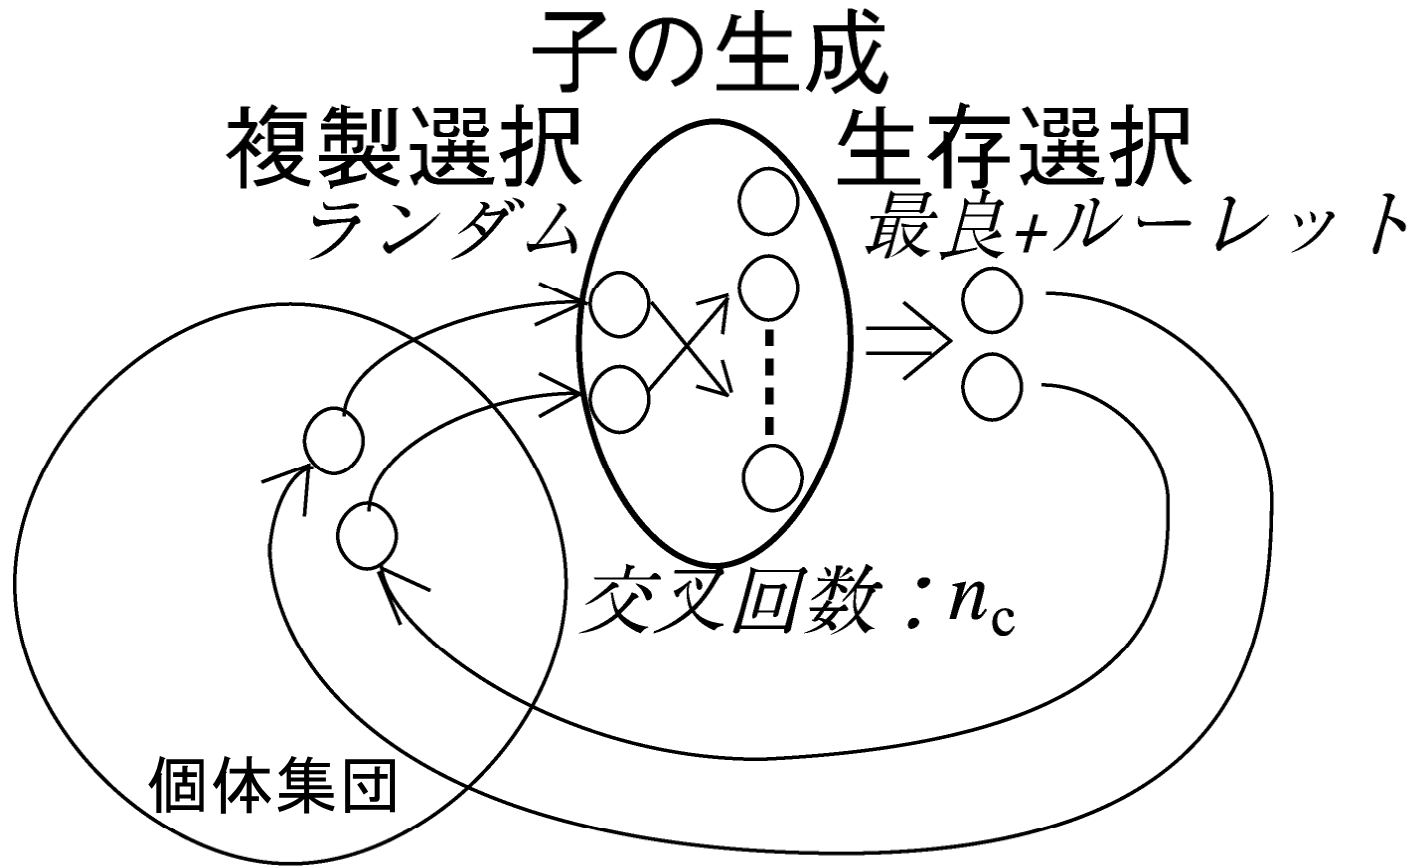 子の生成
複製選択
ランダム
生存選択
最良+ルーレット
交叉回数：nc
個体集団